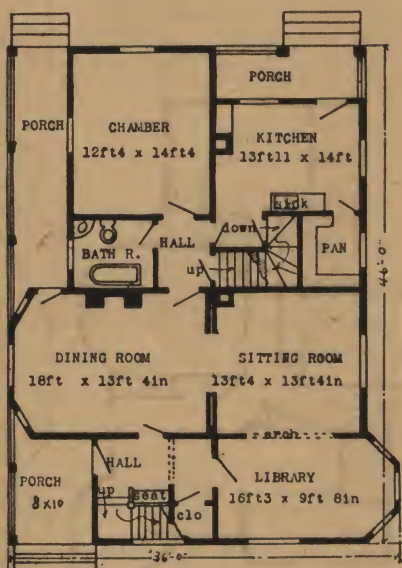 PORCH
PORCH
CHAMBER
12ft4 x 14ft4
KITCHEN
13ft11 x 14ft
sink
down
HALL
BATH R.
up
PAN
46'-0"
DINING ROOM
18ft x 13ft 4in
SITTING ROOM
13ft4 x 13ft4in
arch
HALL
LIBRARY
16ft3 x 9ft 8in
PORCH
8x10
up
seat
clo
36'-0"